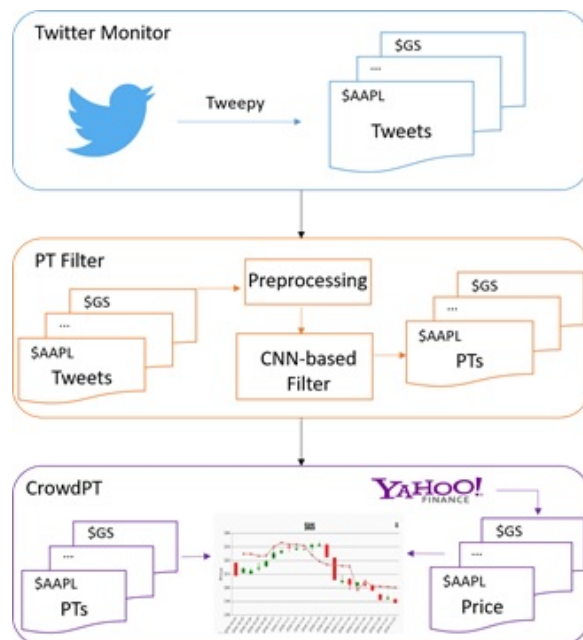 Twitter Monitor
Tweepy
$GS
...
$AAPL
Tweets
PT Filter
$GS
...
$AAPL
Tweets
Preprocessing
CNN-based
Filter
$GS
...
$AAPL
PTs
CrowdPT
YAHOO!
FINANCE
$GS
...
$AAPL
PTs
$GS
$GS
...
$AAPL
Price